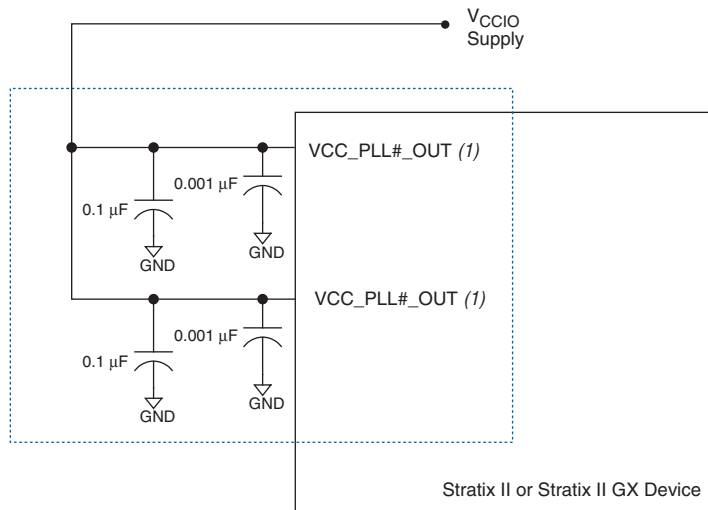 VCCIO
Supply
VCC_PLL#_OUT (1)
0.001 µF
0.1 µF
GND
GND
VCC_PLL#_OUT (1)
0.001 µF
0.1 µF
GND
GND
Stratix II or Stratix II GX Device